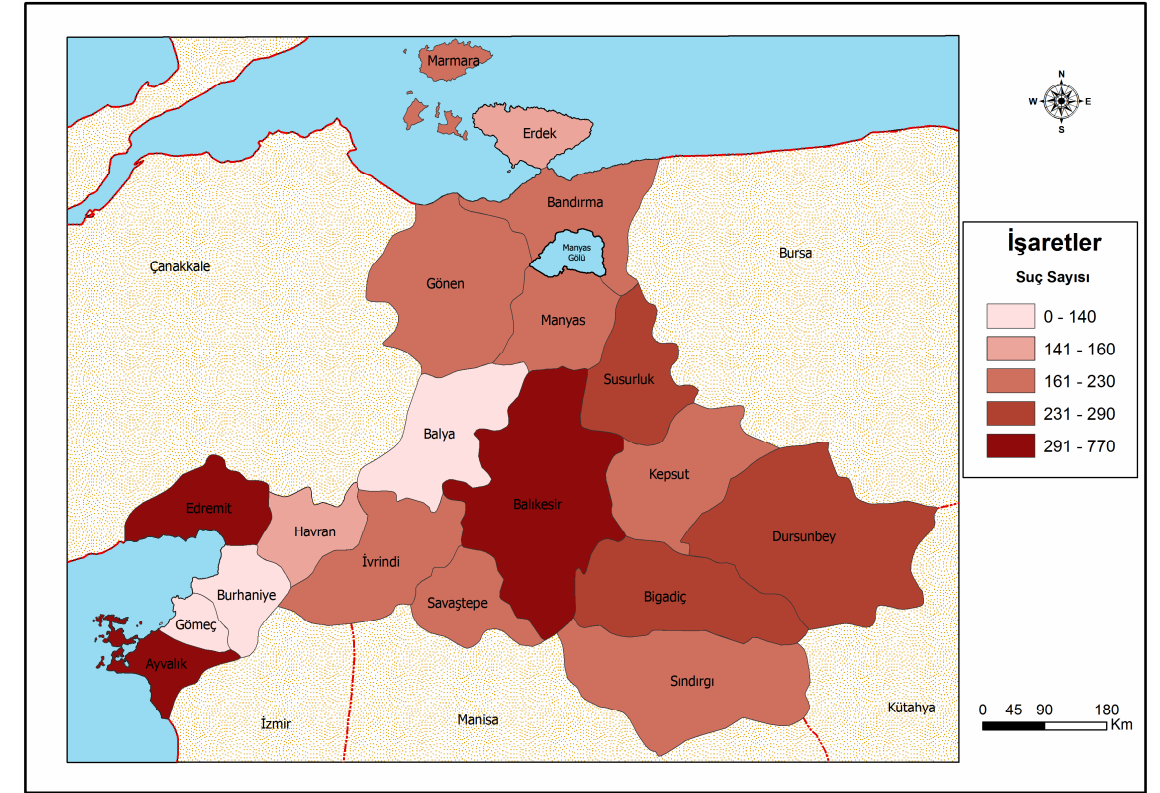 Marmara
Erdek
Bandırma
Manyas
Gölü
Çanakkale
Bursa
Gönen
Manyas
Susurluk
Balya
Kepsut
Edremit
Balıkesir
Havran
Dursunbey
İvrindi
Burhaniye
Savaştepe
Bigadiç
Gömeç
Ayvalık
Sındırgı
İzmir
Manisa
Kütahya
N
W E
S
İşaretler
Suç Sayısı
0 - 140
141 - 160
161 - 230
231 - 290
291 - 770
0 45 90 180
Km